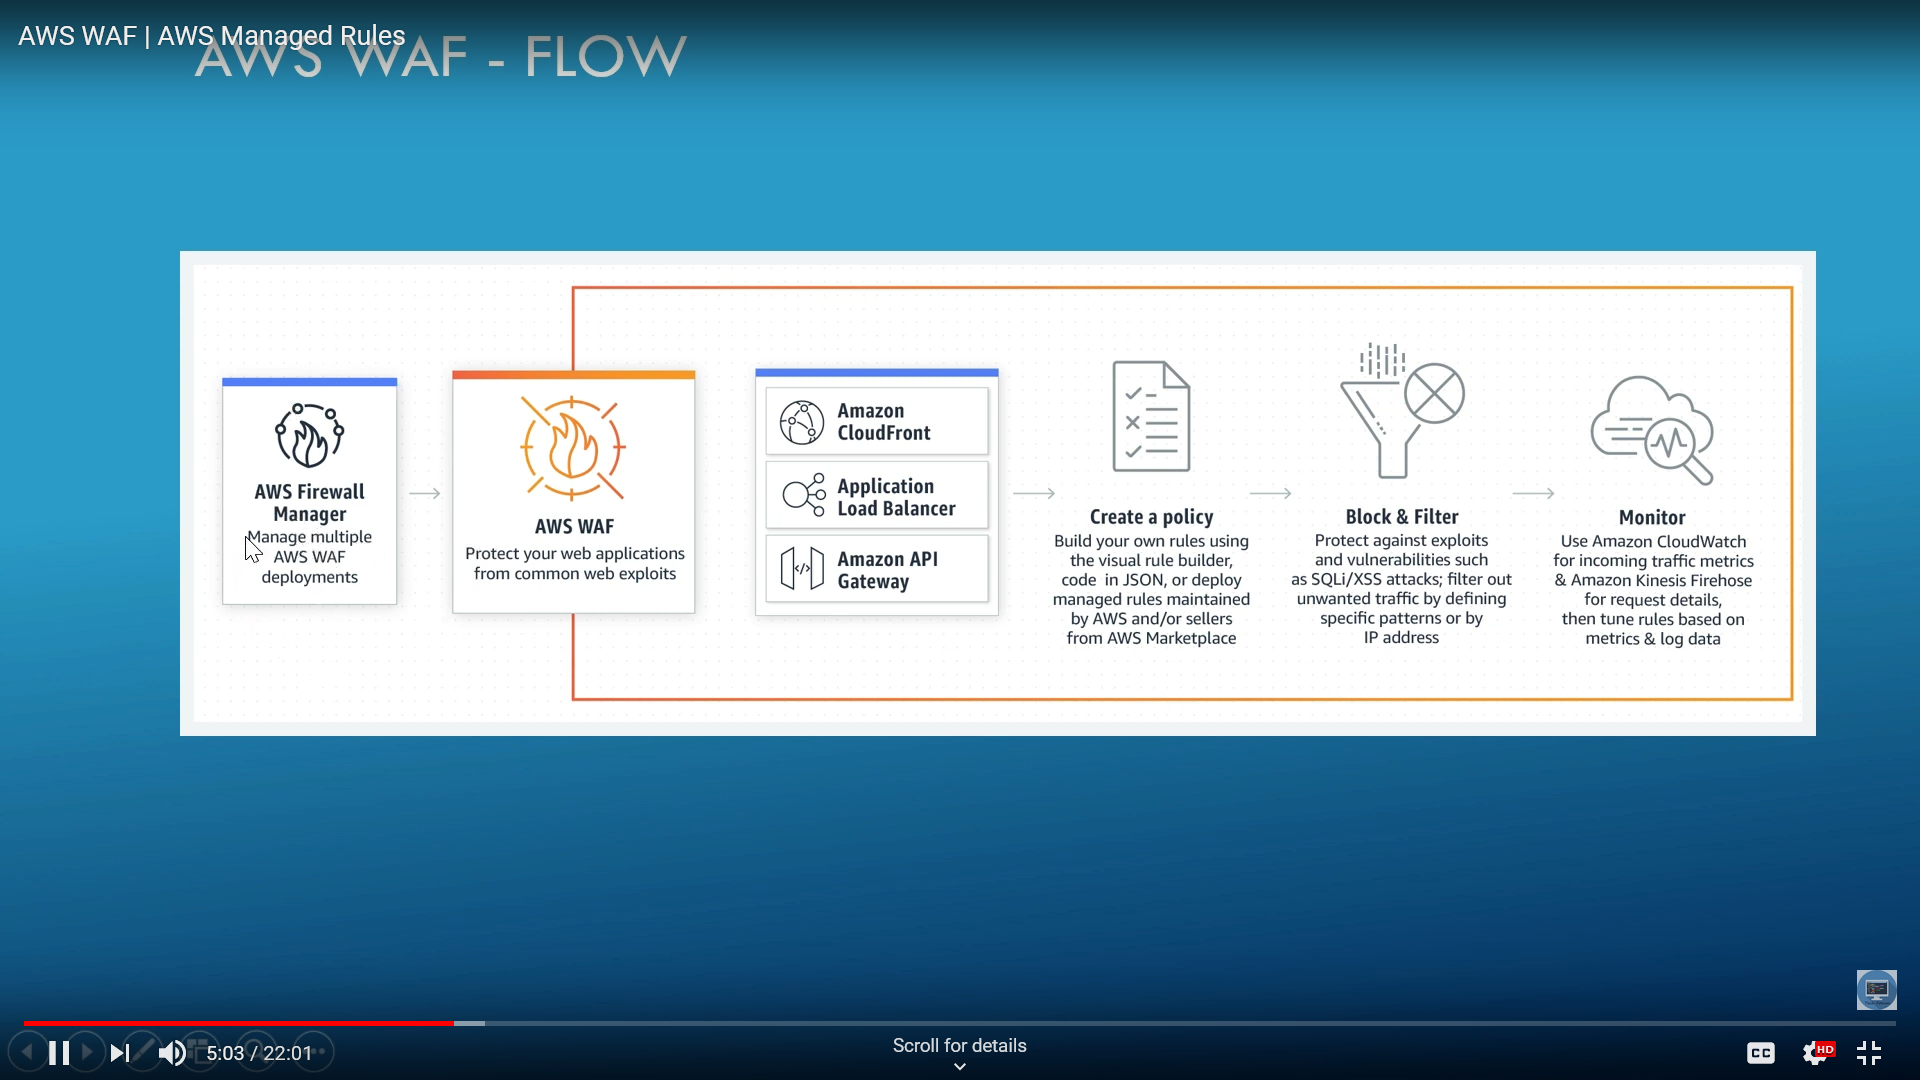 AWS WAF | AWS Managed Rules
AWS WAF - FLOW
AWS Firewall
Manager
Manage multiple
AWS WAF
deployments
AWS WAF
Protect your web applications
from common web exploits
Amazon
CloudFront
Application
Load Balancer
Amazon API
Gateway
</>
Create a policy
Build your own rules using
the visual rule builder,
code in JSON, or deploy
managed rules maintained
by AWS and/or sellers
from AWS Marketplace
Block & Filter
Protect against exploits
and vulnerabilities such
as SQLi/XSS attacks; filter out
unwanted traffic by defining
specific patterns or by
IP address
Monitor
Use Amazon CloudWatch
for incoming traffic metrics
& Amazon Kinesis Firehose
for request details,
then tune rules based on
metrics & log data
5:03 / 22:01
Scroll for details
CC
HD